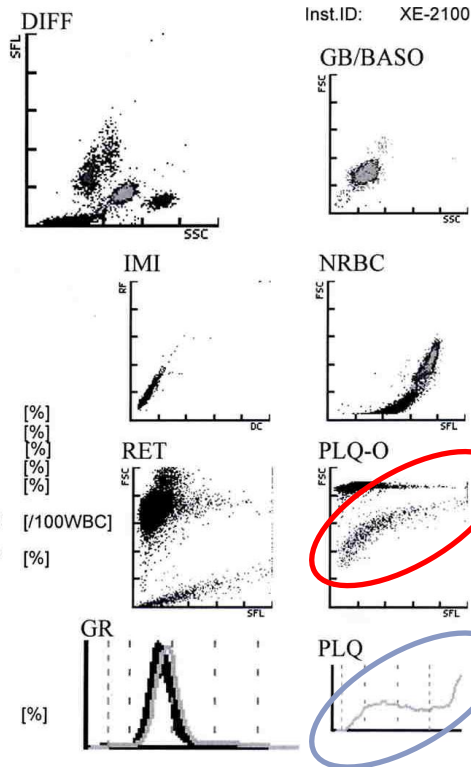 Inst.ID: XE-2100
DIFF
SFL
SSC
GB/BASO
FSC
SSC
IMI
RF
DC
NRBC
FSC
SFL
[%]
[%]
[%]
[%]
[%]
[/100WBC]
[%]
RET
FSC
SFL
PLQ-O
FSC
SFL
GR
[%]
PLQ